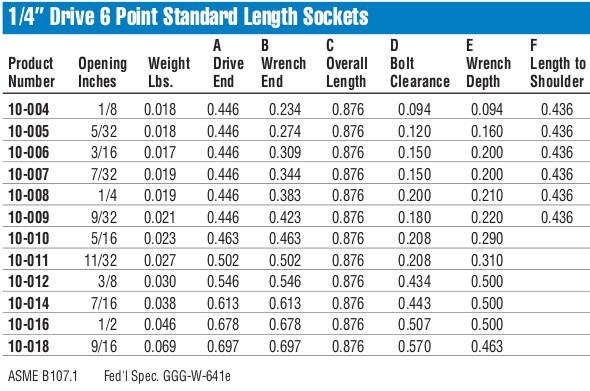 1/4″ Drive 6 Point Standard Length Sockets
A B C D E F
Product Opening Weight Drive Wrench Overall Bolt Wrench Length to
Number Inches Lbs. End End Length Clearance Depth Shoulder
10-004 1/8 0.018 0.446 0.234 0.876 0.094 0.094 0.436
10-005 5/32 0.018 0.446 0.274 0.876 0.120 0.160 0.436
10-006 3/16 0.017 0.446 0.309 0.876 0.150 0.200 0.436
10-007 7/32 0.019 0.446 0.344 0.876 0.150 0.200 0.436
10-008 1/4 0.019 0.446 0.383 0.876 0.200 0.210 0.436
10-009 9/32 0.021 0.446 0.423 0.876 0.180 0.220 0.436
10-010 5/16 0.023 0.463 0.463 0.876 0.208 0.290
10-011 11/32 0.027 0.502 0.502 0.876 0.208 0.310
10-012 3/8 0.030 0.546 0.546 0.876 0.434 0.500
10-014 7/16 0.038 0.613 0.613 0.876 0.443 0.500
10-016 1/2 0.046 0.678 0.678 0.876 0.507 0.500
10-018 9/16 0.069 0.697 0.697 0.876 0.570 0.463
ASME B107.1 Fed'l Spec. GGG-W-641e